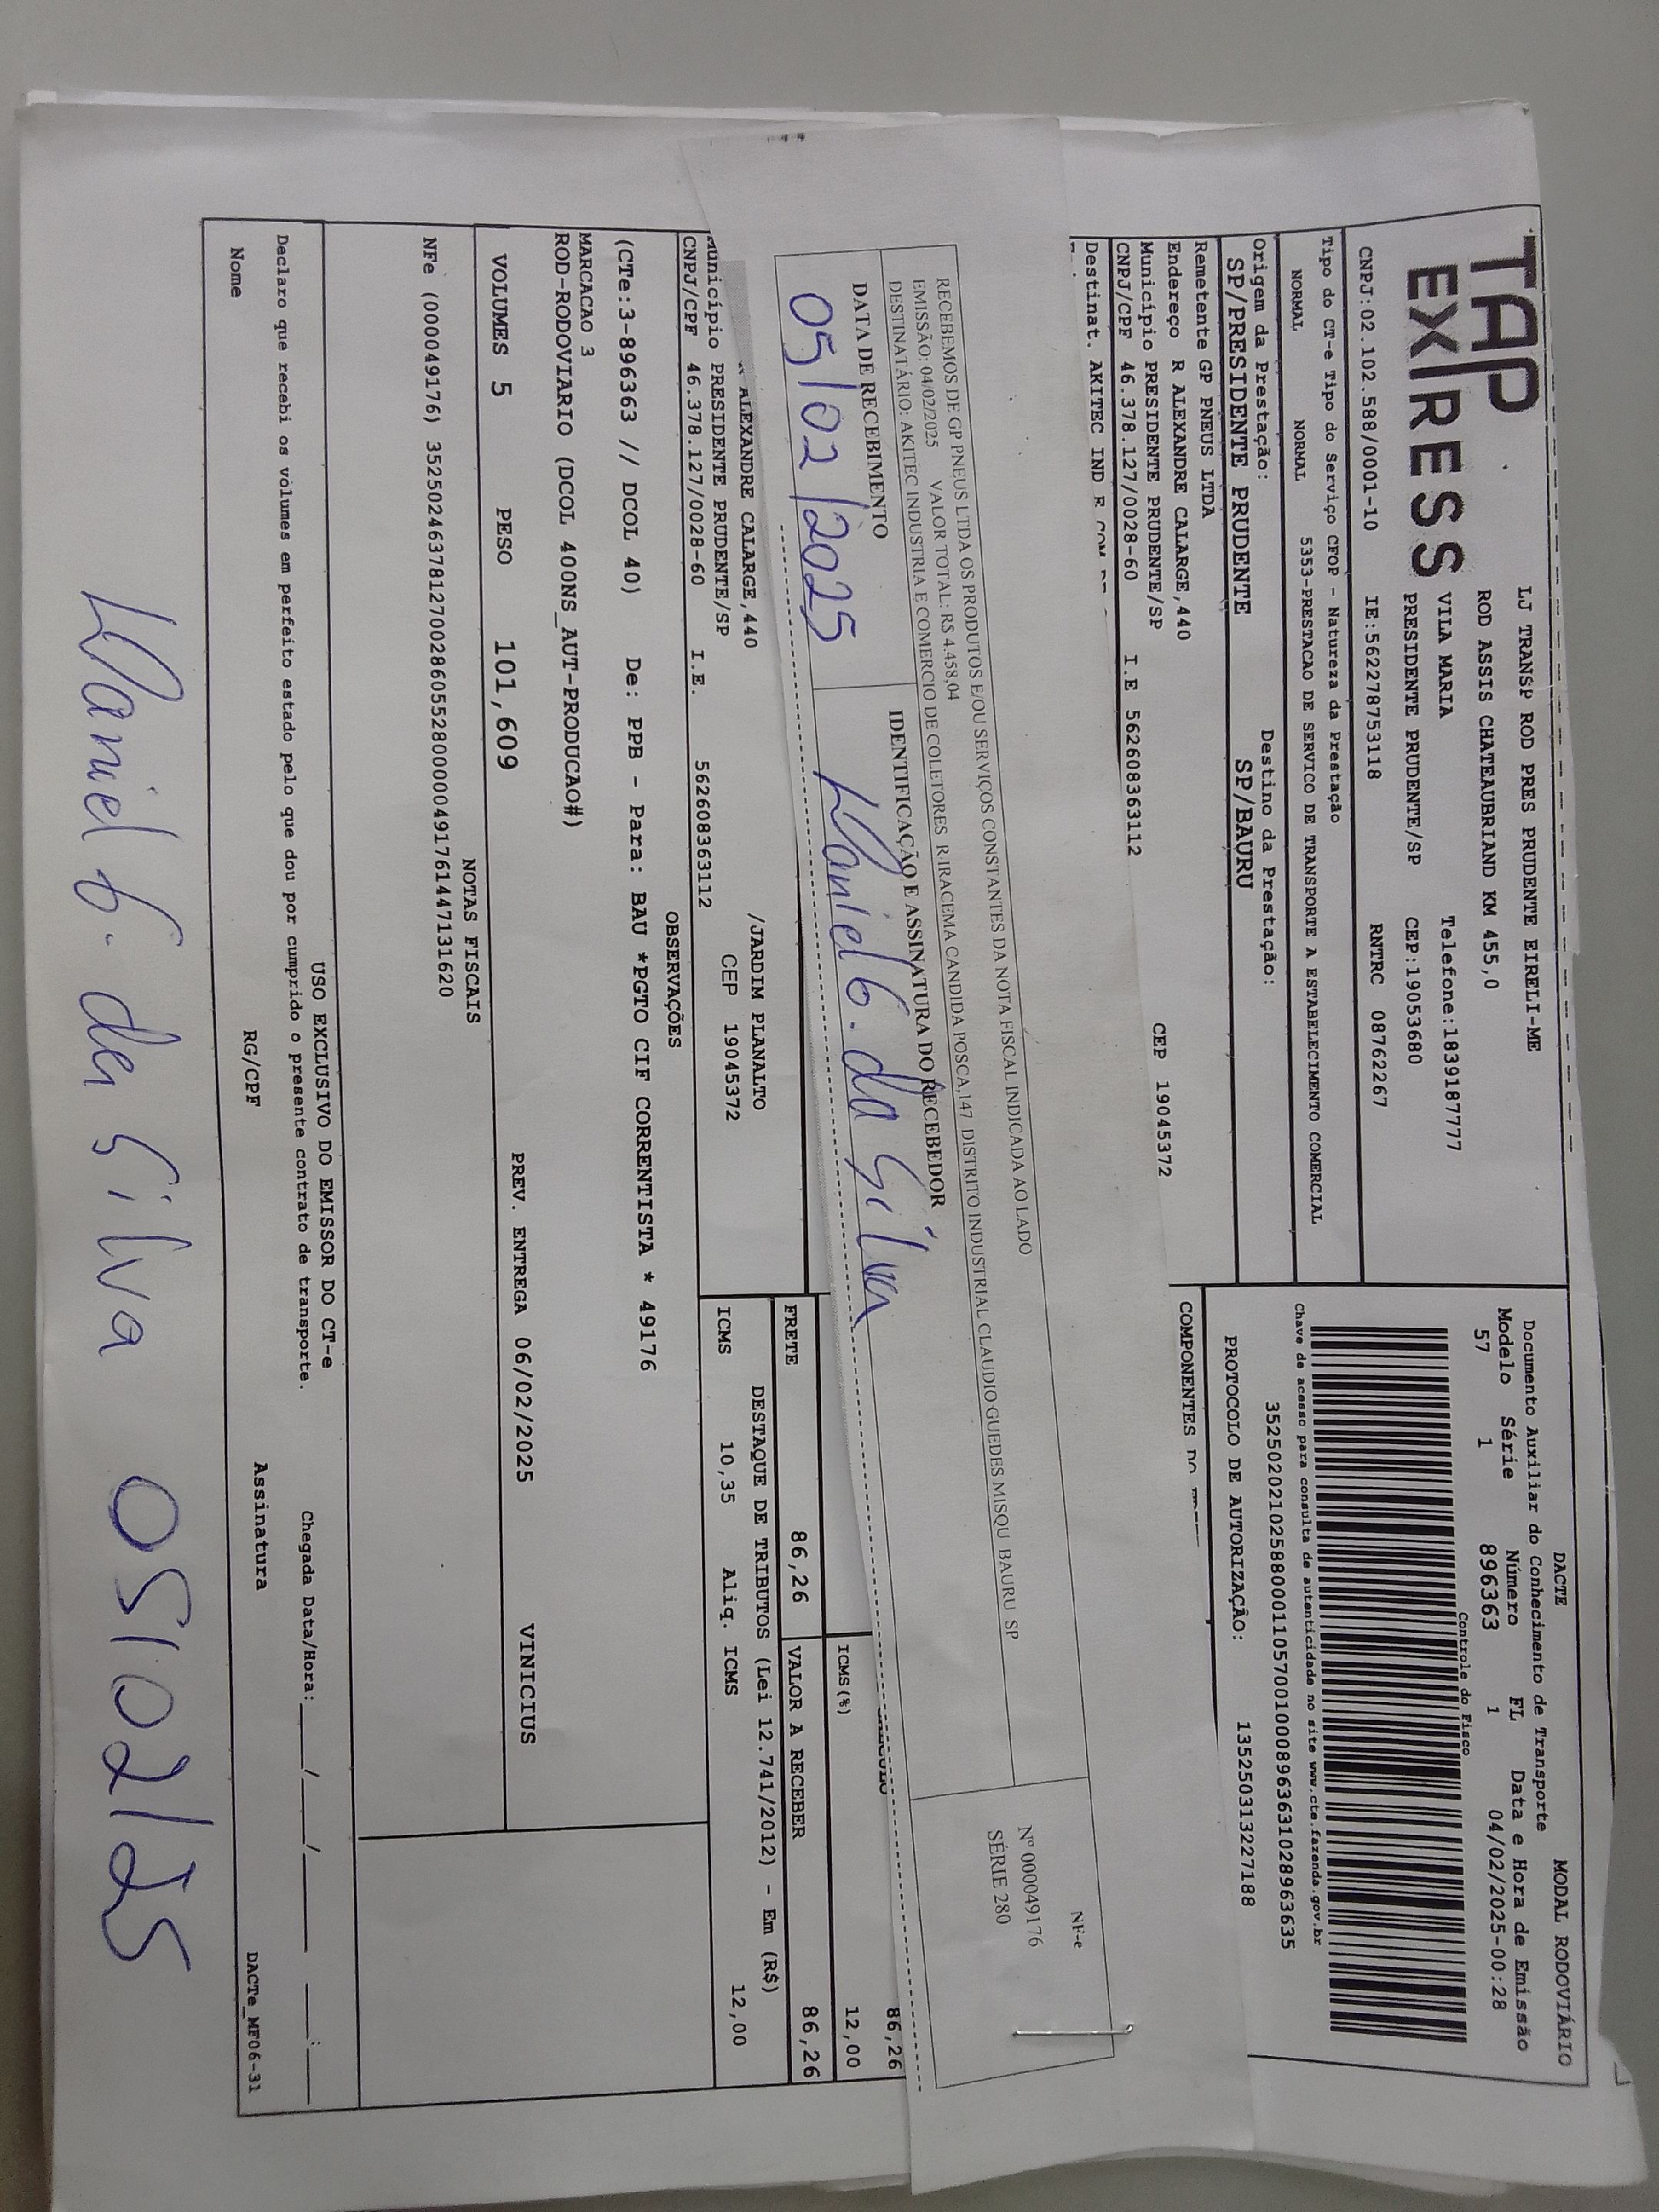 TAP
EX/RESS
LJ TRANSP ROD PRES PRUDENTE EIRELI-ME
ROD ASSIS CHATEAUBRIAND KM 455,0
VILA MARIA Telefone:1839187777
PRESIDENTE PRUDENTE/SP CEP:19053680
CNPJ:02.102.588/0001-10 IE:562278753118 RNTRC 08762267
Tipo do CT-e Tipo do Serviço CFOP - Natureza da Prestação
NORMAL NORMAL 5353-PRESTACAO DE SERVICO DE TRANSPORTE A ESTABELECIMENTO COMERCIAL
Origem da Prestação: Destino da Prestação:
SP/PRESIDENTE PRUDENTE SP/BAURU
Remetente GP PNEUS LTDA
Endereço R ALEXANDRE CALARGE,440
Município PRESIDENTE PRUDENTE/SP CEP 19045372
CNPJ/CPF 46.378.127/0028-60 I.E 562608363112
Destinat. AKITEC IND E COM
DACTE MODAL RODOVIÁRIO
Documento Auxiliar do Conhecimento de Transporte
Modelo Série Número FL Data e Hora de Emissão
57 1 896363 1 04/02/2025-00:28
Controle do Fisco
Chave de acesso para consulta de autenticidade no site www.cte.fazenda.gov.br
35250202102588000110570010008963631028963635
PROTOCOLO DE AUTORIZAÇÃO: 135250313227188
COMPONENTES DO
RECEBEMOS DE GP PNEUS LTDA OS PRODUTOS E/OU SERVIÇOS CONSTANTES DA NOTA FISCAL INDICADA AO LADO
EMISSÃO: 04/02/2025 VALOR TOTAL: R$ 4.458,04
DESTINATÁRIO: AKITEC INDUSTRIA E COMERCIO DE COLETORES R.IRACEMA CANDIDA POSCA,147 DISTRITO INDUSTRIAL CLAUDIO GUEDES MISQU BAURU SP
DATA DE RECEBIMENTO IDENTIFICAÇÃO E ASSINATURA DO RECEBEDOR
05/02/2025 Daniel G. da Silva
NF-e
Nº 000049176
SÉRIE 280
86,26
ICMS(%) 12,00
FRETE 86,26 VALOR A RECEBER 86,26
ALEXANDRE CALARGE,440 /JARDIM PLANALTO
Município PRESIDENTE PRUDENTE/SP CEP 19045372
CNPJ/CPF 46.378.127/0028-60 I.E. 562608363112
DESTAQUE DE TRIBUTOS (Lei 12.741/2012) - Em (R$)
ICMS 10,35 Aliq. ICMS 12,00
OBSERVAÇÕES
(CTe:3-896363 // DCOL 40) De: PPB - Para: BAU *PGTO CIF CORRENTISTA * 49176
MARCACAO 3
ROD-RODOVIARIO (DCOL 400NS_AUT-PRODUCAO#)
VOLUMES 5 PESO 101,609 PREV. ENTREGA 06/02/2025 VINICIUS
NOTAS FISCAIS
NFe (000049176) 35250246378127002860552800000491761447131620
USO EXCLUSIVO DO EMISSOR DO CT-e
Declaro que recebi os volumes em perfeito estado pelo que dou por cumprido o presente contrato de transporte. Chegada Data/Hora:____/____/____ ___:___
Nome RG/CPF Assinatura DACTe_MF06-31
Daniel G. da Silva 05/02/25